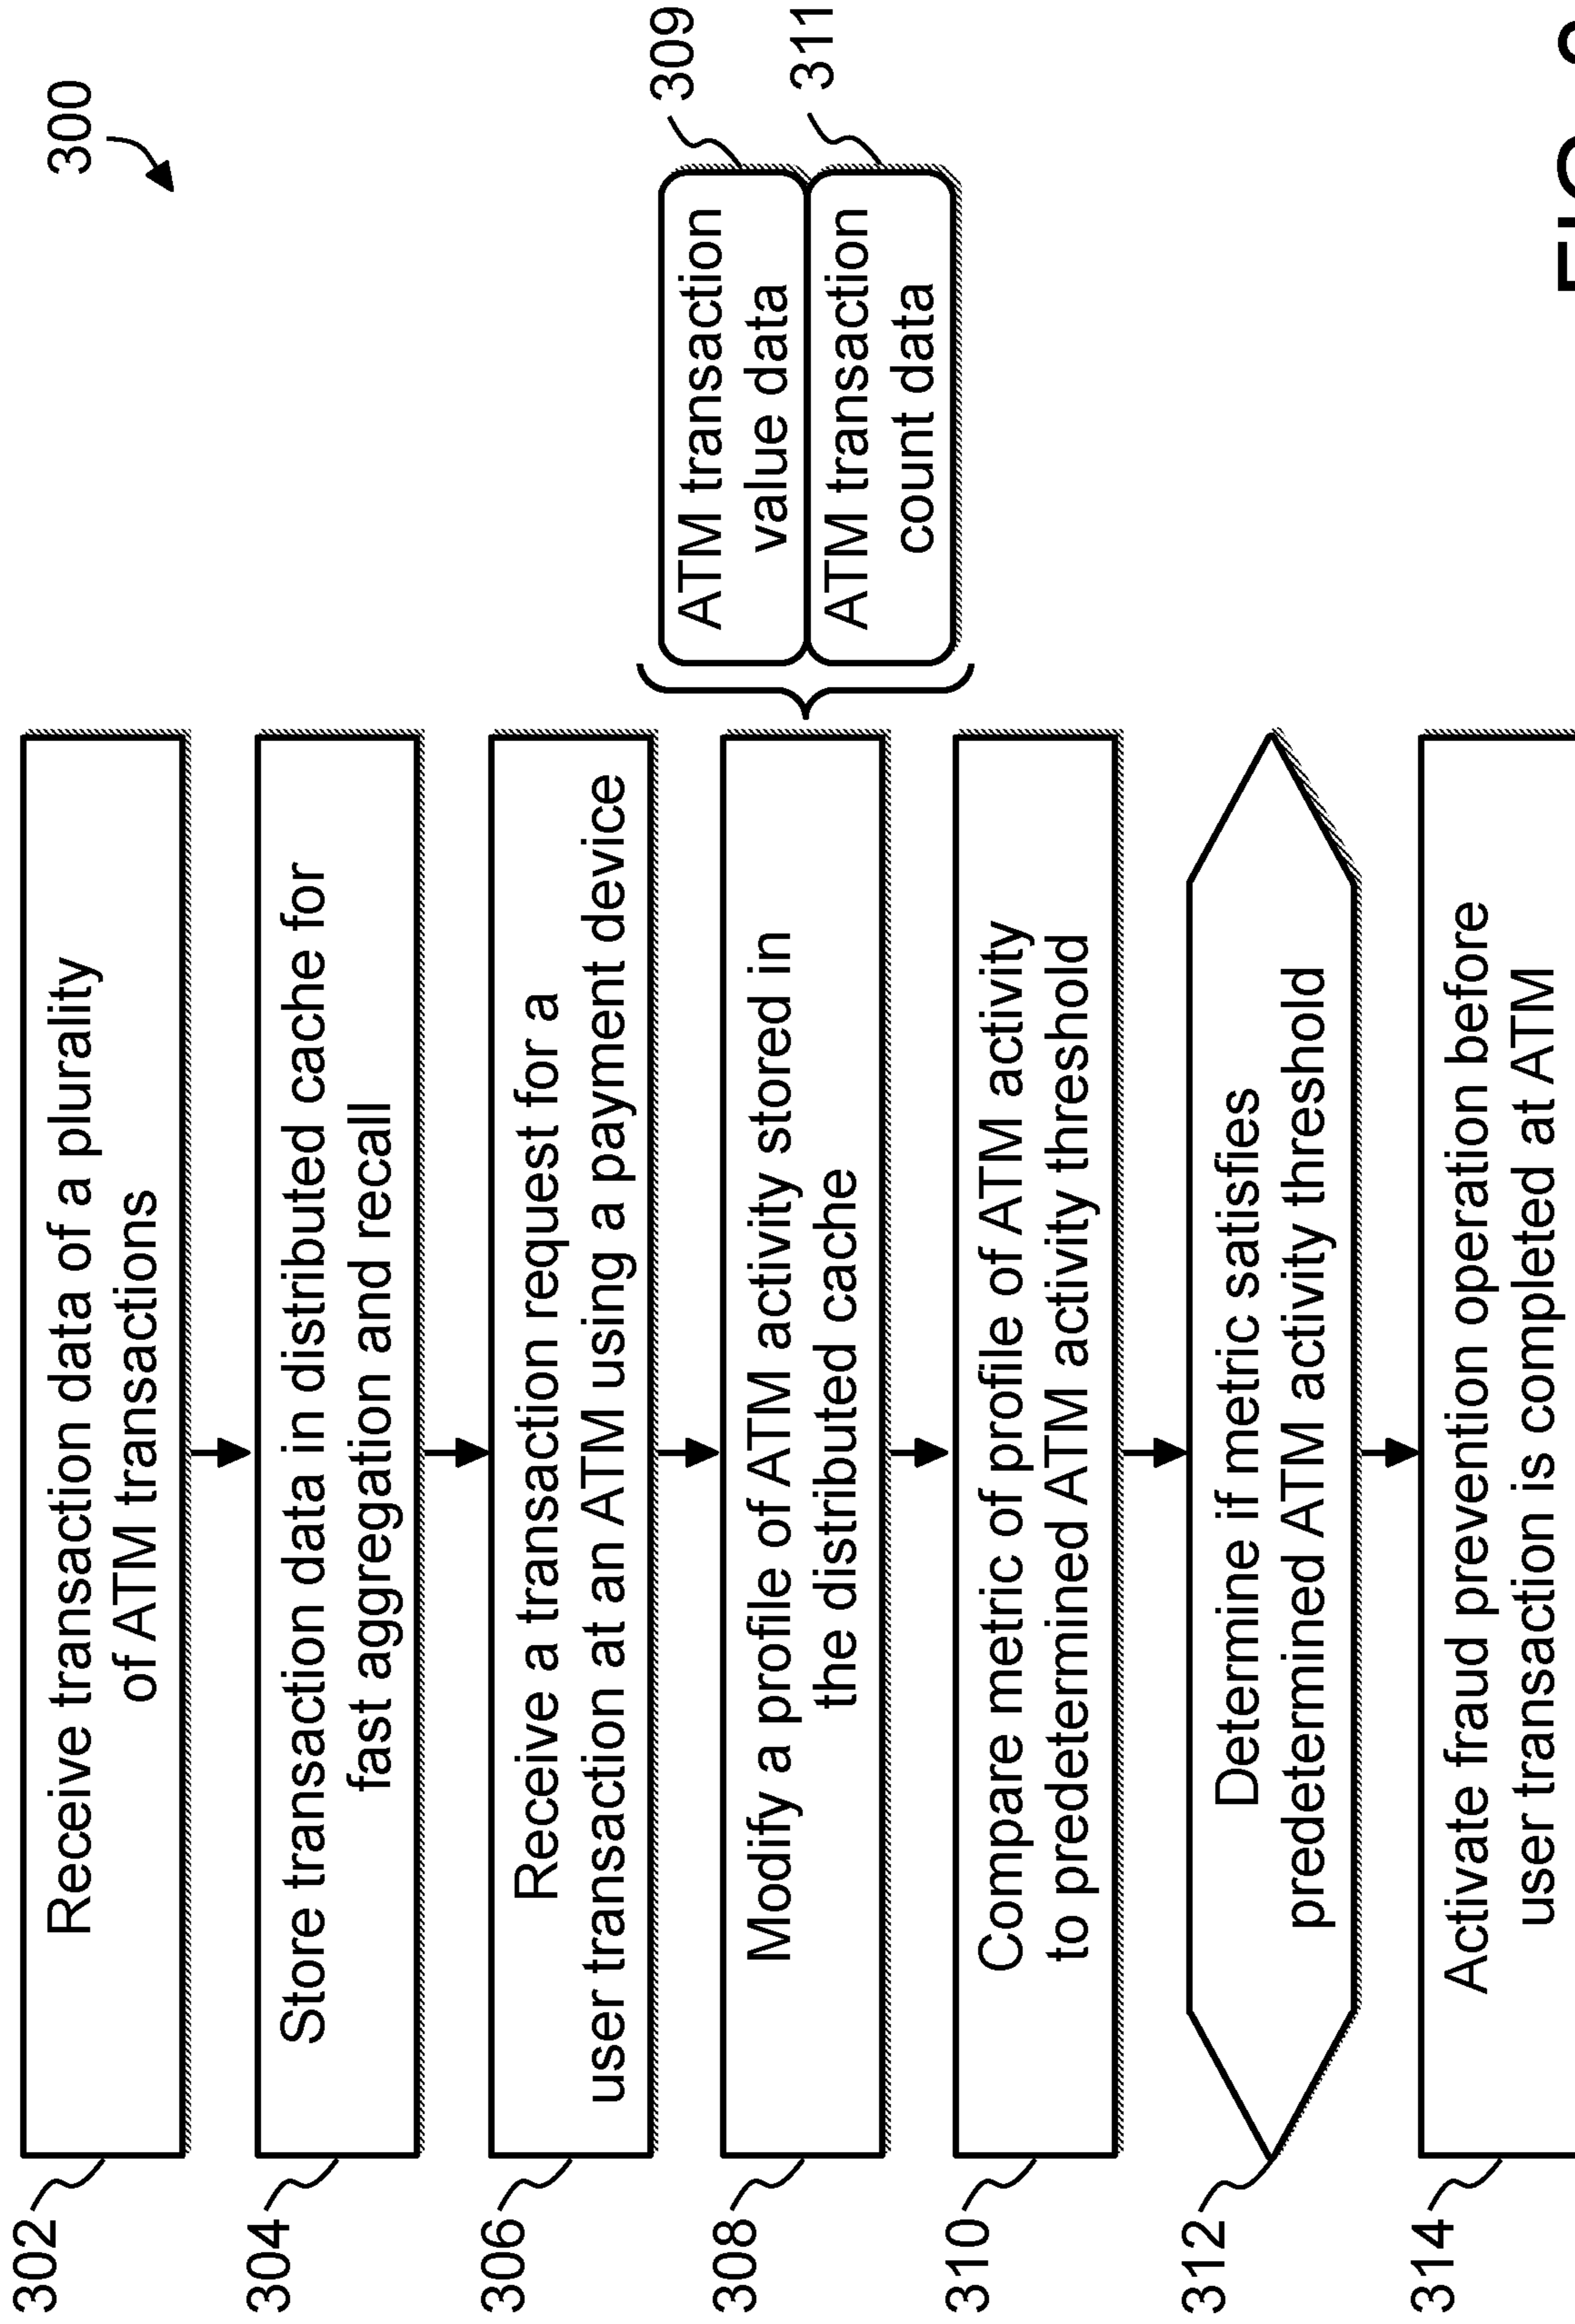 300
302
Receive transaction data of a plurality
of ATM transactions
304
Store transaction data in distributed cache for
fast aggregation and recall
306
Receive a transaction request for a
user transaction at an ATM using a payment device
308
Modify a profile of ATM activity stored in
the distributed cache
ATM transaction
value data
309
ATM transaction
count data
311
310
Compare metric of profile of ATM activity
to predetermined ATM activity threshold
312
Determine if metric satisfies
predetermined ATM activity threshold
314
Activate fraud prevention operation before
user transaction is completed at ATM